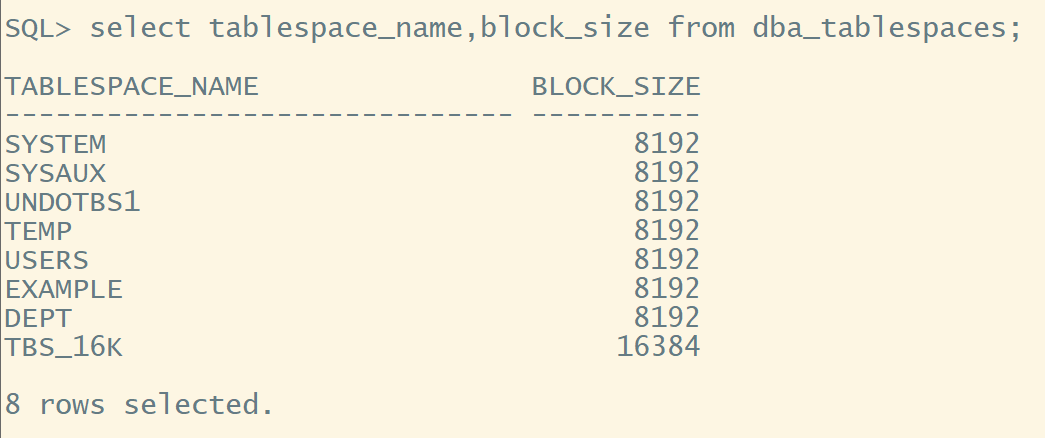 SQL> select tablespace_name,block_size from dba_tablespaces;
TABLESPACE_NAME                BLOCK_SIZE
------------------------------ ----------
SYSTEM                               8192
SYSAUX                               8192
UNDOTBS1                             8192
TEMP                                 8192
USERS                                8192
EXAMPLE                              8192
DEPT                                 8192
TBS_16K                             16384
8 rows selected.